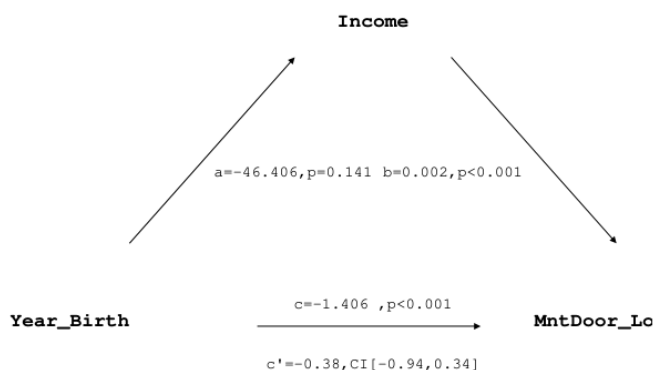 Income
a=-46.406,p=0.141 b=0.002,p<0.001
c=-1.406 ,p<0.001
Year_Birth
MntDoor_Lo
c'=-0.38,CI[-0.94,0.34]